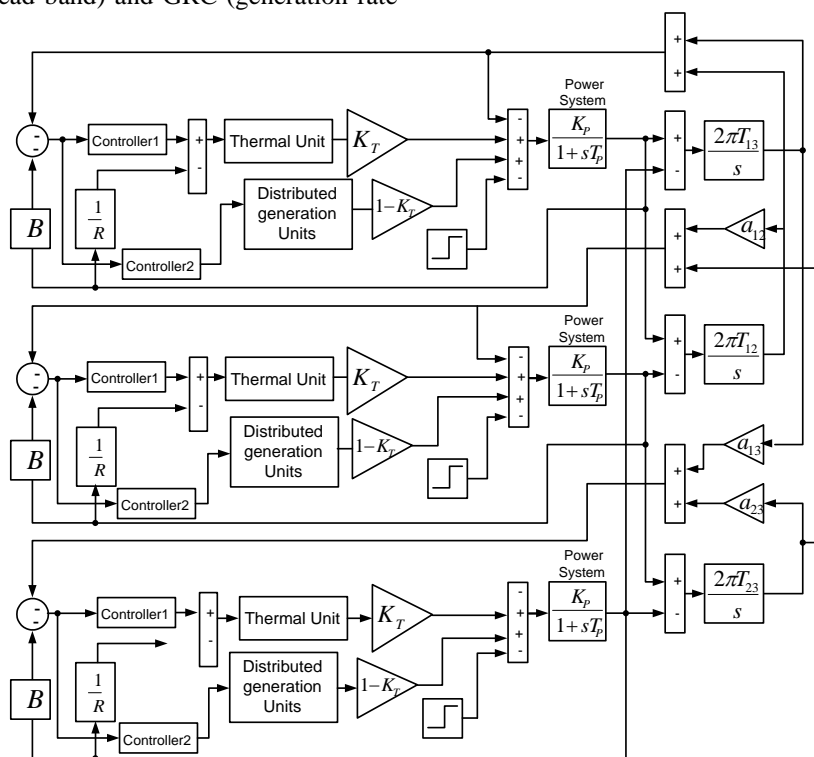 ead band) and GRC (generation rate
+
+
Power
System
- -
Controller1
+
-
Thermal Unit
K_T
-
+
+
-
K_P
1+sT_P
+
-
2πT_13
s
B
1
R
Controller2
Distributed
generation
Units
1-K_T
+
+
a_12
Power
System
- -
Controller1
+
-
Thermal Unit
K_T
-
+
+
-
K_P
1+sT_P
+
-
2πT_12
s
B
1
R
Controller2
Distributed
generation
Units
1-K_T
+
+
a_13
a_23
Power
System
- -
Controller1
+
-
Thermal Unit
K_T
-
+
+
-
K_P
1+sT_P
+
-
2πT_23
s
B
1
R
Controller2
Distributed
generation
Units
1-K_T